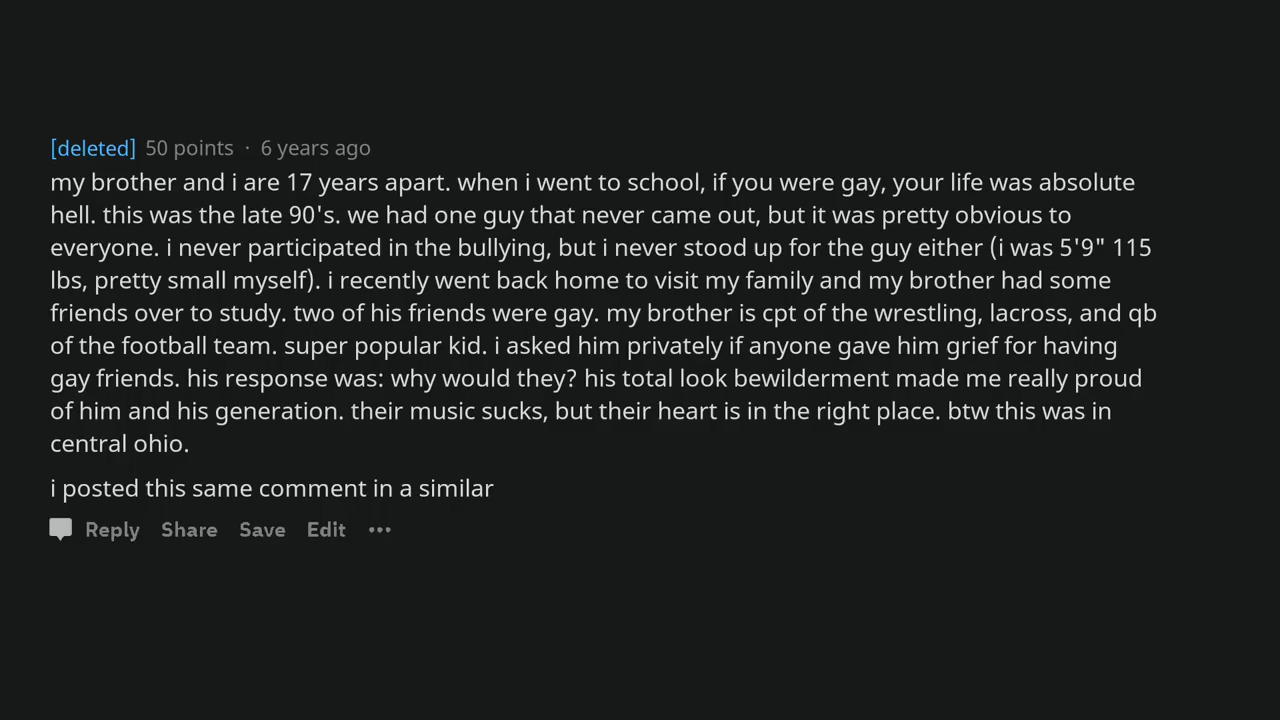 [deleted] 50 points · 6 years ago
my brother and i are 17 years apart. when i went to school, if you were gay, your life was absolute
hell. this was the late 90's. we had one guy that never came out, but it was pretty obvious to
everyone. i never participated in the bullying, but i never stood up for the guy either (i was 5'9" 115
lbs, pretty small myself). i recently went back home to visit my family and my brother had some
friends over to study. two of his friends were gay. my brother is cpt of the wrestling, lacross, and qb
of the football team. super popular kid. i asked him privately if anyone gave him grief for having
gay friends. his response was: why would they? his total look bewilderment made me really proud
of him and his generation. their music sucks, but their heart is in the right place. btw this was in
central ohio.
i posted this same comment in a similar
Reply Share Save Edit •••